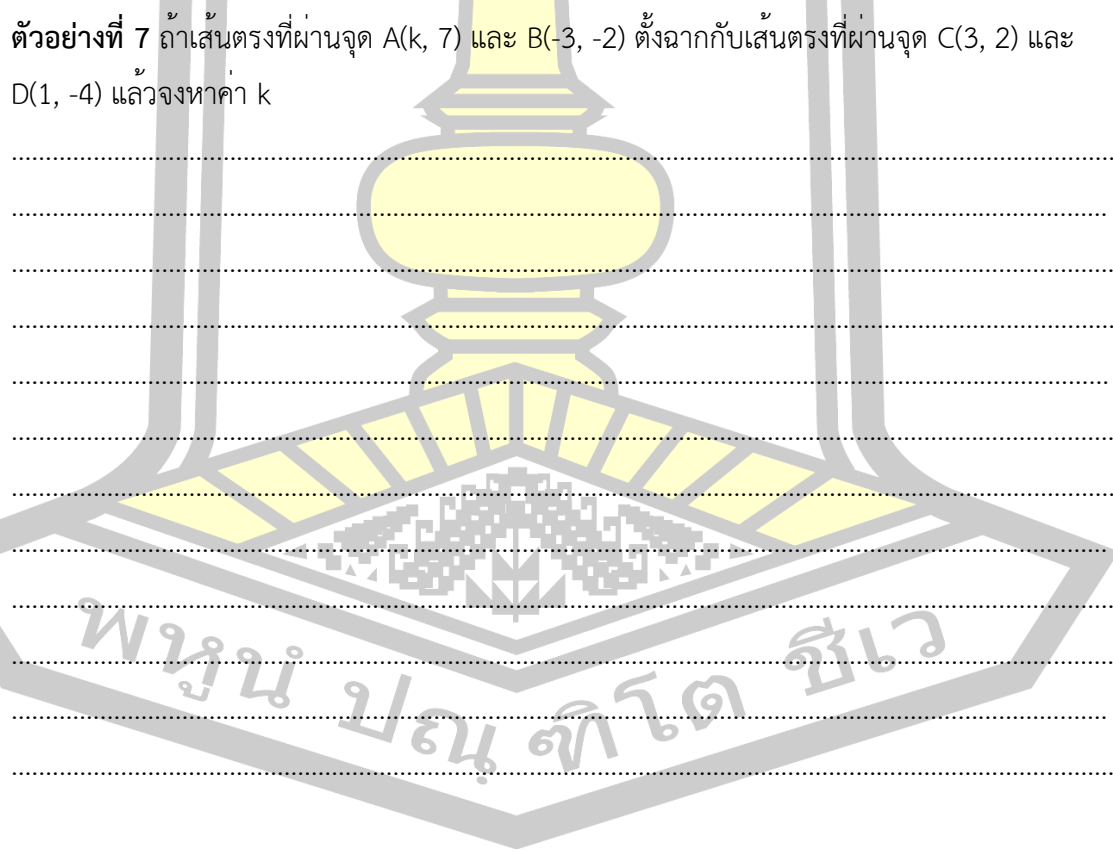 ตัวอย่างที่ 7 ถ้าเส้นตรงที่ผ่านจุด A(k, 7) และ B(-3, -2) ตั้งฉากกับเส้นตรงที่ผ่านจุด C(3, 2) และ
D(1, -4) แล้วจงหาค่า k
พหูนํ ปณฺฑิโต ชีเว